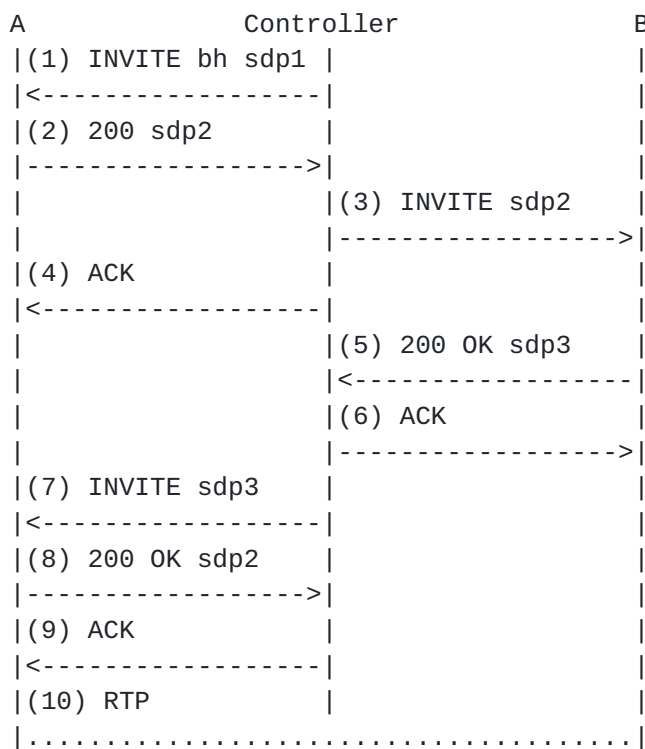 A Controller B
(1) INVITE bh sdp1
(2) 200 sdp2
(3) INVITE sdp2
(4) ACK
(5) 200 OK sdp3
(6) ACK
(7) INVITE sdp3
(8) 200 OK sdp2
(9) ACK
(10) RTP